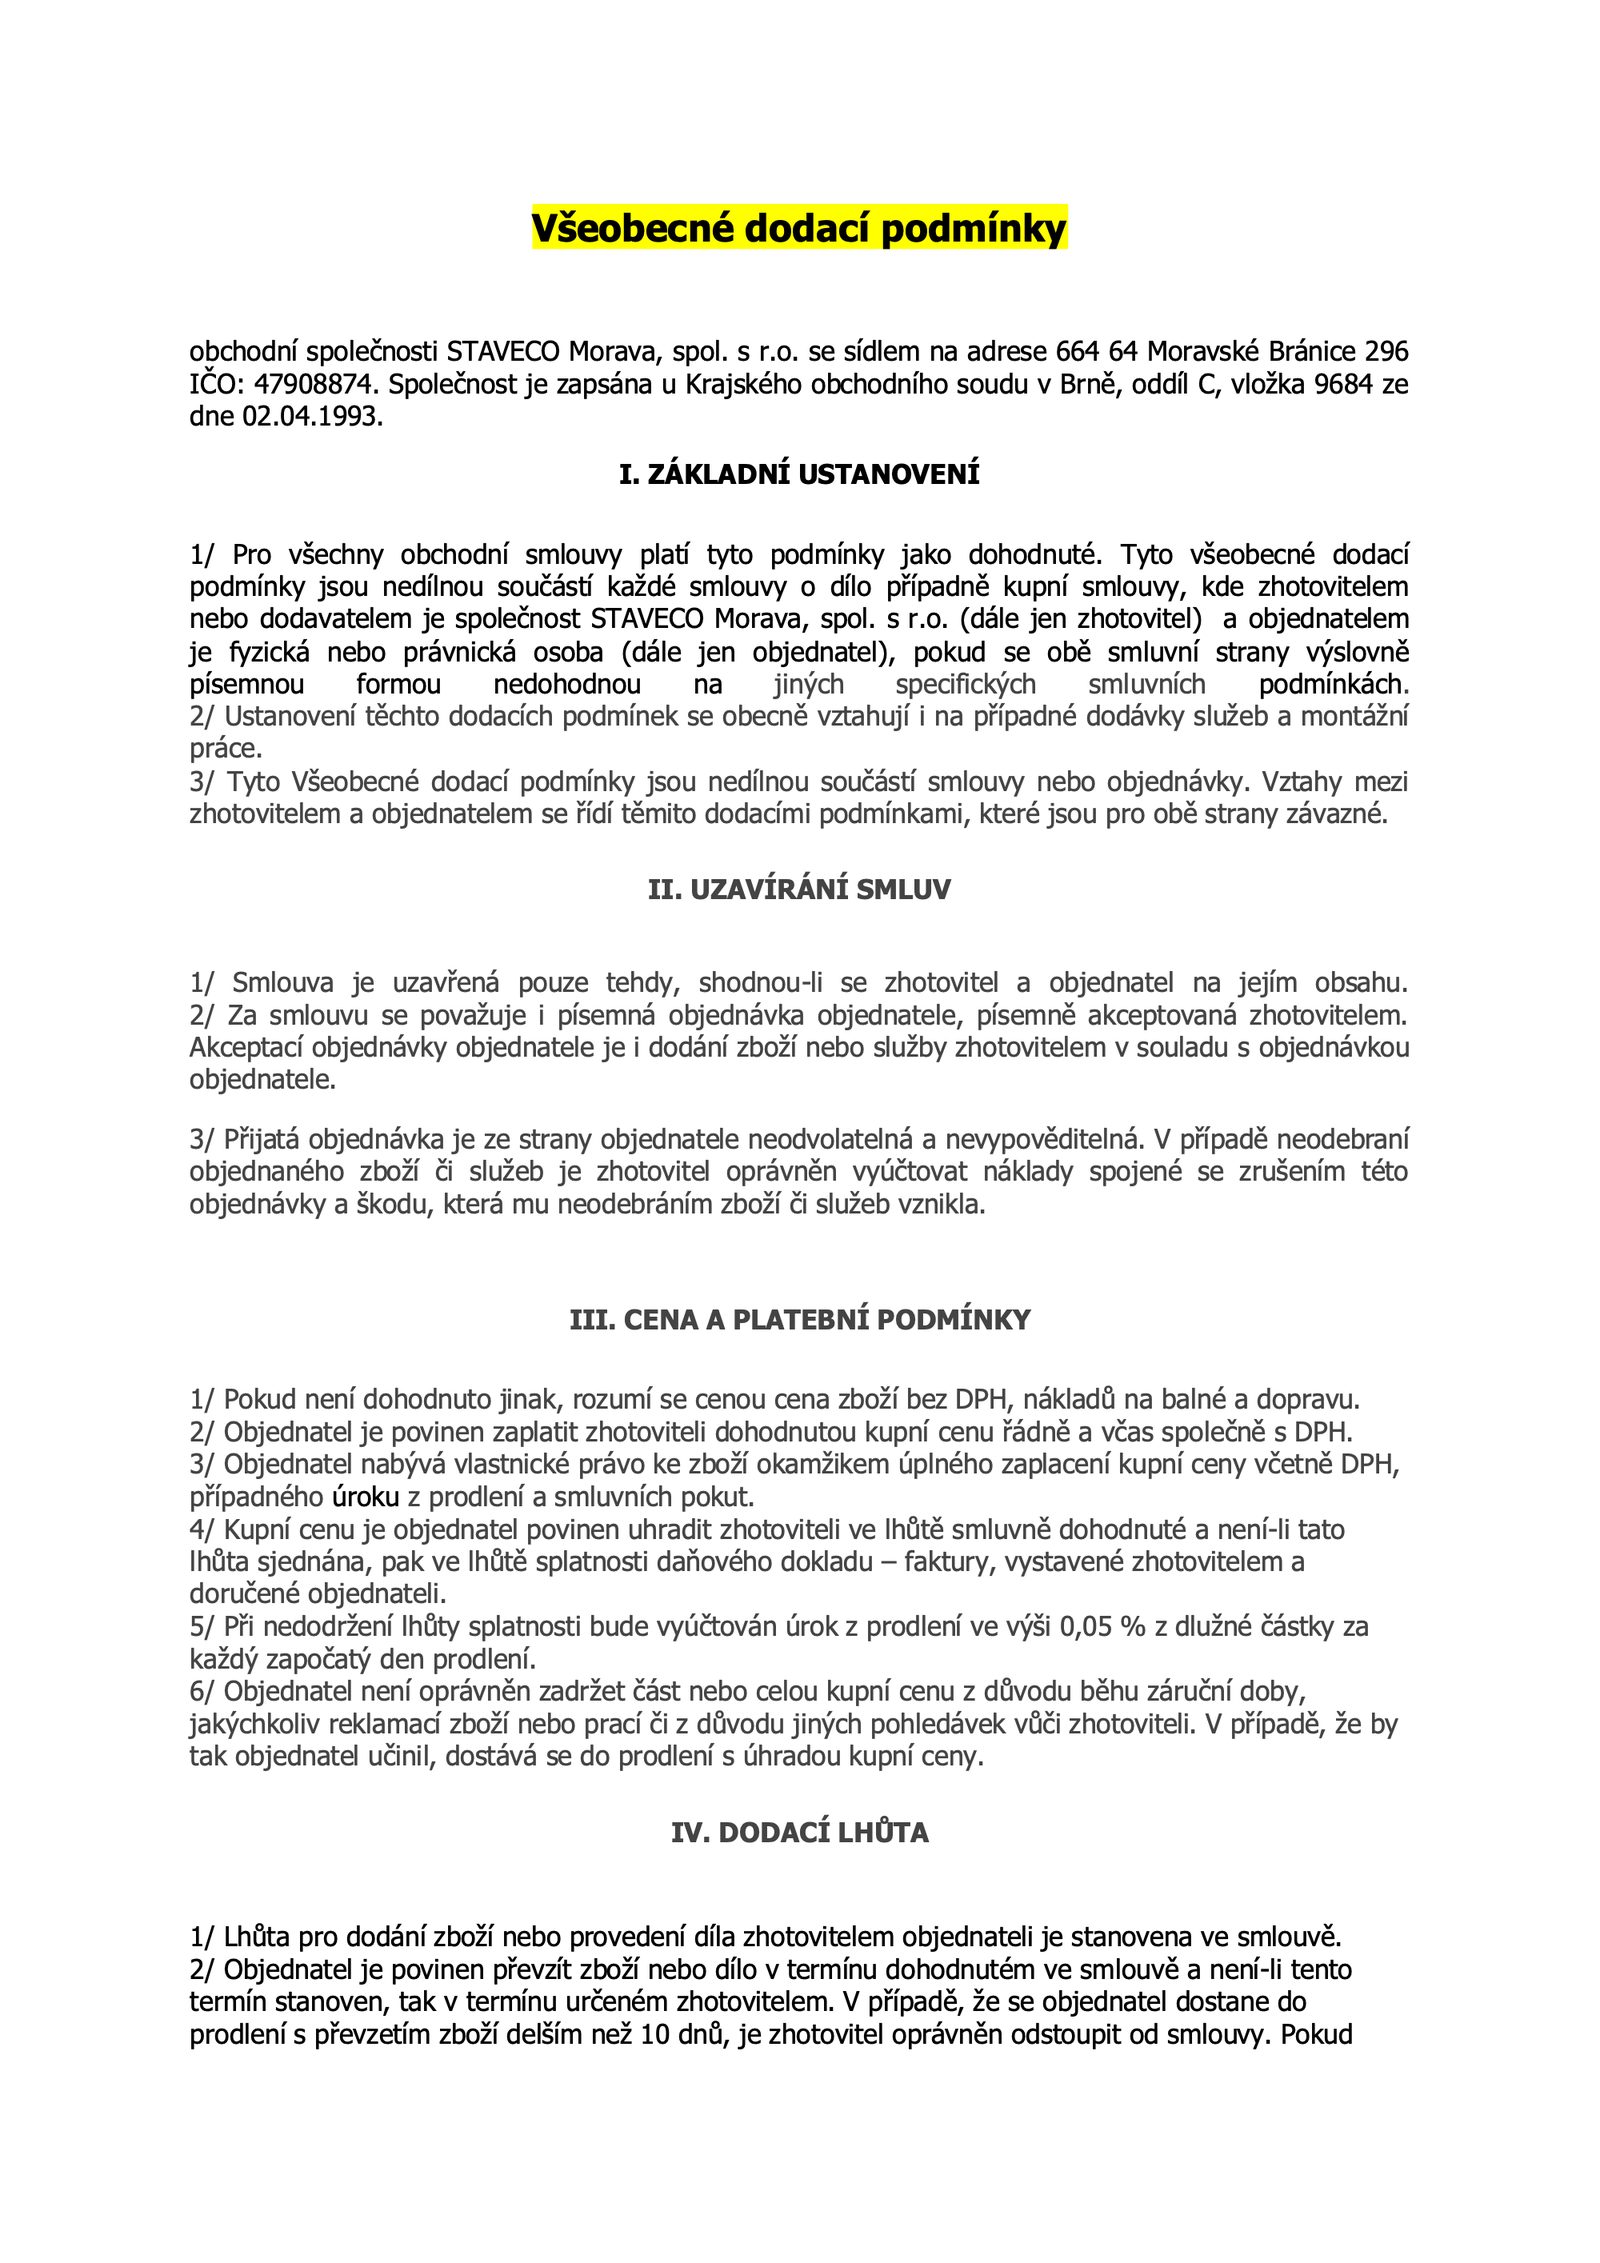 Všeobecné dodací podmínky
obchodní společnosti STAVECO Morava, spol. s r.o. se sídlem na adrese 664 64 Moravské Bránice 296
IČO: 47908874. Společnost je zapsána u Krajského obchodního soudu v Brně, oddíl C, vložka 9684 ze
dne 02.04.1993.
I. ZÁKLADNÍ USTANOVENÍ
1/ Pro všechny obchodní smlouvy platí tyto podmínky jako dohodnuté. Tyto všeobecné dodací
podmínky jsou nedílnou součástí každé smlouvy o dílo případně kupní smlouvy, kde zhotovitelem
nebo dodavatelem je společnost STAVECO Morava, spol. s r.o. (dále jen zhotovitel) a objednatelem
je fyzická nebo právnická osoba (dále jen objednatel), pokud se obě smluvní strany výslovně
písemnou formou nedohodnou na jiných specifických smluvních podmínkách.
2/ Ustanovení těchto dodacích podmínek se obecně vztahují i na případné dodávky služeb a montážní
práce.
3/ Tyto Všeobecné dodací podmínky jsou nedílnou součástí smlouvy nebo objednávky. Vztahy mezi
zhotovitelem a objednatelem se řídí těmito dodacími podmínkami, které jsou pro obě strany závazné.
II. UZAVÍRÁNÍ SMLUV
1/ Smlouva je uzavřená pouze tehdy, shodnou-li se zhotovitel a objednatel na jejím obsahu.
2/ Za smlouvu se považuje i písemná objednávka objednatele, písemně akceptovaná zhotovitelem.
Akceptací objednávky objednatele je i dodání zboží nebo služby zhotovitelem v souladu s objednávkou
objednatele.
3/ Přijatá objednávka je ze strany objednatele neodvolatelná a nevypověditelná. V případě neodebraní
objednaného zboží či služeb je zhotovitel oprávněn vyúčtovat náklady spojené se zrušením této
objednávky a škodu, která mu neodebráním zboží či služeb vznikla.
III. CENA A PLATEBNÍ PODMÍNKY
1/ Pokud není dohodnuto jinak, rozumí se cenou cena zboží bez DPH, nákladů na balné a dopravu.
2/ Objednatel je povinen zaplatit zhotoviteli dohodnutou kupní cenu řádně a včas společně s DPH.
3/ Objednatel nabývá vlastnické právo ke zboží okamžikem úplného zaplacení kupní ceny včetně DPH,
případného úroku z prodlení a smluvních pokut.
4/ Kupní cenu je objednatel povinen uhradit zhotoviteli ve lhůtě smluvně dohodnuté a není-li tato
lhůta sjednána, pak ve lhůtě splatnosti daňového dokladu – faktury, vystavené zhotovitelem a
doručené objednateli.
5/ Při nedodržení lhůty splatnosti bude vyúčtován úrok z prodlení ve výši 0,05 % z dlužné částky za
každý započatý den prodlení.
6/ Objednatel není oprávněn zadržet část nebo celou kupní cenu z důvodu běhu záruční doby,
jakýchkoliv reklamací zboží nebo prací či z důvodu jiných pohledávek vůči zhotoviteli. V případě, že by
tak objednatel učinil, dostává se do prodlení s úhradou kupní ceny.
IV. DODACÍ LHŮTA
1/ Lhůta pro dodání zboží nebo provedení díla zhotovitelem objednateli je stanovena ve smlouvě.
2/ Objednatel je povinen převzít zboží nebo dílo v termínu dohodnutém ve smlouvě a není-li tento
termín stanoven, tak v termínu určeném zhotovitelem. V případě, že se objednatel dostane do
prodlení s převzetím zboží delším než 10 dnů, je zhotovitel oprávněn odstoupit od smlouvy. Pokud